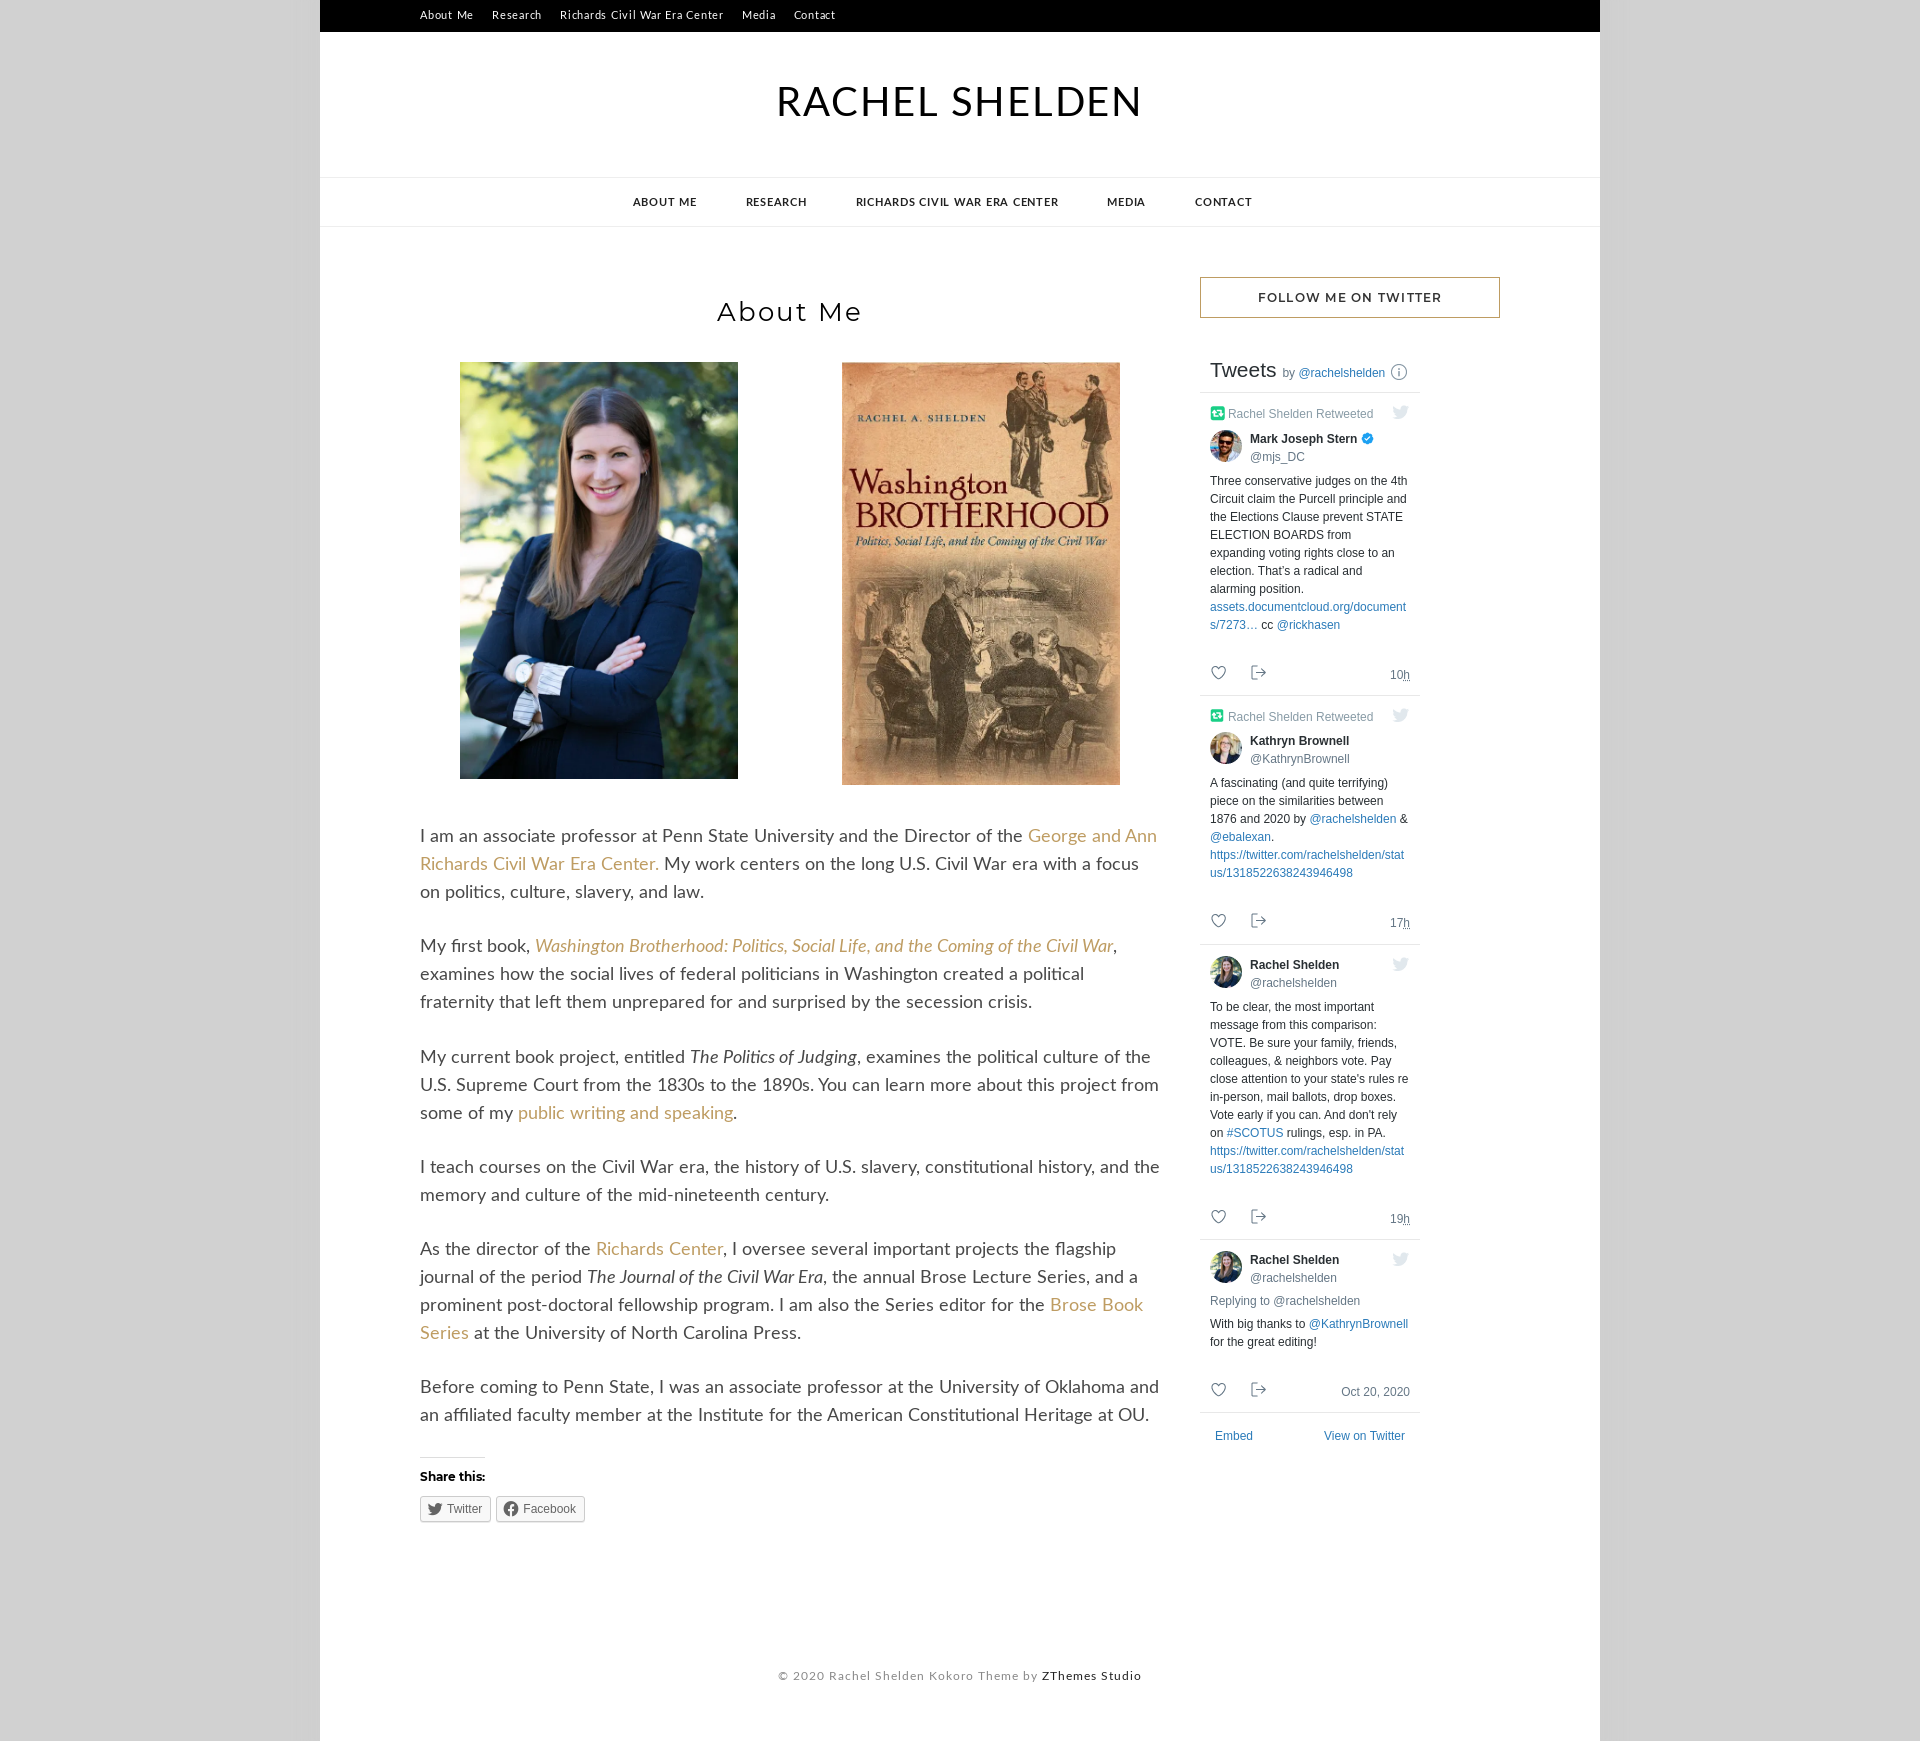 About Me Research Richards Civil War Era Center Media Contact
RACHEL SHELDEN
ABOUT ME RESEARCH RICHARDS CIVIL WAR ERA CENTER MEDIA CONTACT
About Me
RACHEL A. SHELDEN
Washington
BROTHERHOOD
Politics, Social Life, and the Coming of the Civil War
I am an associate professor at Penn State University and the Director of the George and Ann
Richards Civil War Era Center. My work centers on the long U.S. Civil War era with a focus
on politics, culture, slavery, and law.
My first book, Washington Brotherhood: Politics, Social Life, and the Coming of the Civil War,
examines how the social lives of federal politicians in Washington created a political
fraternity that left them unprepared for and surprised by the secession crisis.
My current book project, entitled The Politics of Judging, examines the political culture of the
U.S. Supreme Court from the 1830s to the 1890s. You can learn more about this project from
some of my public writing and speaking.
I teach courses on the Civil War era, the history of U.S. slavery, constitutional history, and the
memory and culture of the mid-nineteenth century.
As the director of the Richards Center, I oversee several important projects the flagship
journal of the period The Journal of the Civil War Era, the annual Brose Lecture Series, and a
prominent post-doctoral fellowship program. I am also the Series editor for the Brose Book
Series at the University of North Carolina Press.
Before coming to Penn State, I was an associate professor at the University of Oklahoma and
an affiliated faculty member at the Institute for the American Constitutional Heritage at OU.
Share this:
Twitter Facebook
FOLLOW ME ON TWITTER
Tweets by @rachelshelden
Rachel Shelden Retweeted
Mark Joseph Stern
@mjs_DC
Three conservative judges on the 4th
Circuit claim the Purcell principle and
the Elections Clause prevent STATE
ELECTION BOARDS from
expanding voting rights close to an
election. That's a radical and
alarming position.
assets.documentcloud.org/document
s/7273… cc @rickhasen
10h
Rachel Shelden Retweeted
Kathryn Brownell
@KathrynBrownell
A fascinating (and quite terrifying)
piece on the similarities between
1876 and 2020 by @rachelshelden &
@ebalexan.
https://twitter.com/rachelshelden/stat
us/1318522638243946498
17h
Rachel Shelden
@rachelshelden
To be clear, the most important
message from this comparison:
VOTE. Be sure your family, friends,
colleagues, & neighbors vote. Pay
close attention to your state's rules re
in-person, mail ballots, drop boxes.
Vote early if you can. And don't rely
on #SCOTUS rulings, esp. in PA.
https://twitter.com/rachelshelden/stat
us/1318522638243946498
19h
Rachel Shelden
@rachelshelden
Replying to @rachelshelden
With big thanks to @KathrynBrownell
for the great editing!
Oct 20, 2020
Embed View on Twitter
© 2020 Rachel Shelden Kokoro Theme by ZThemes Studio